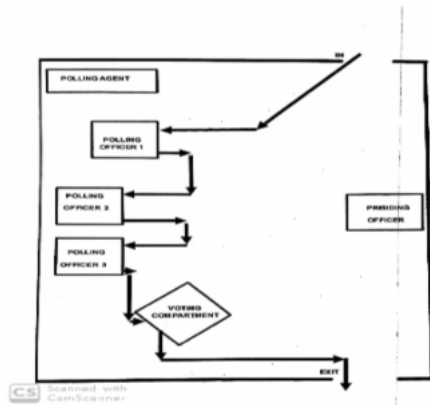 IN
POLLING AGENT
POLLING
OFFICER 1
POLLING
OFFICER 2
PRESIDING
OFFICER
POLLING
OFFICER 3
VOTING
COMPARTMENT
EXIT
CS Scanned with
CamScanner